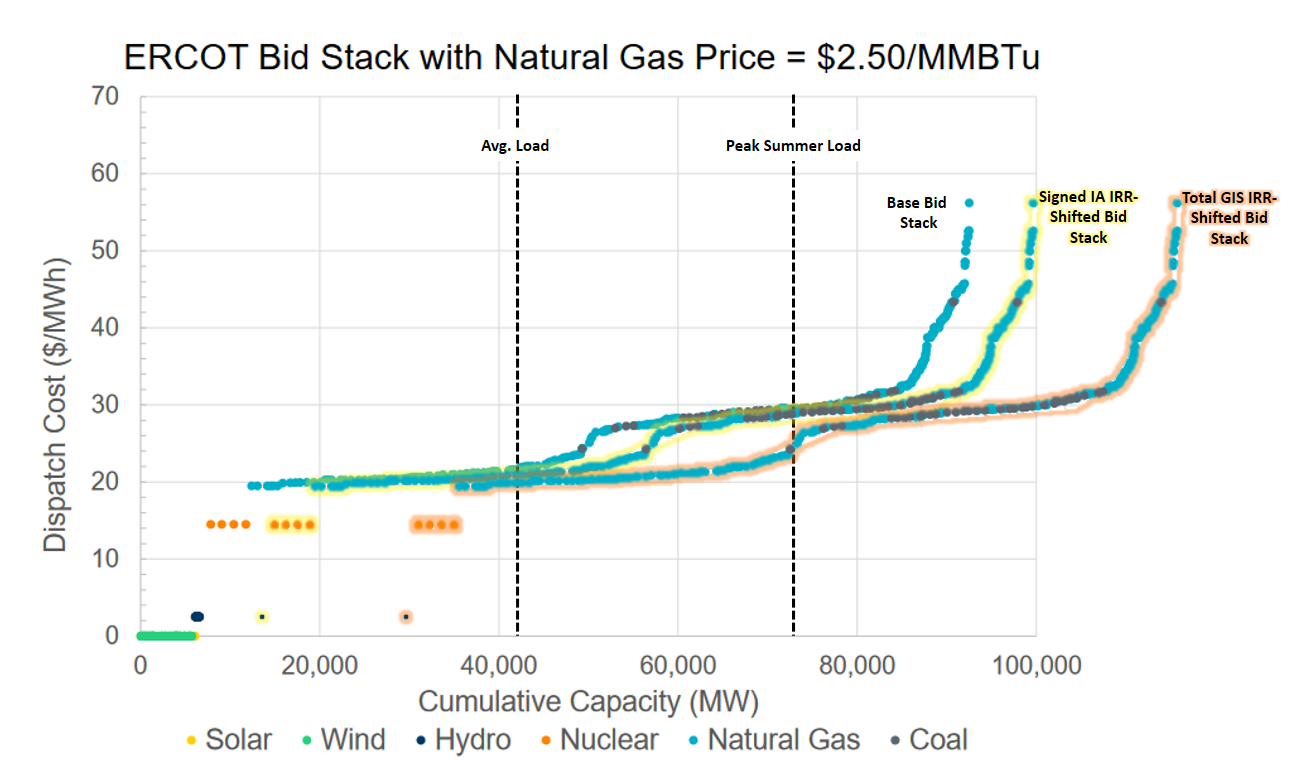 ERCOT Bid Stack with Natural Gas Price = $2.50/MMBTu
70
60
50
40
30
20
10
0
Dispatch Cost ($/MWh)
Avg. Load
Peak Summer Load
Base Bid
Stack
Signed IA IRR-
Shifted Bid
Stack
Total GIS IRR-
Shifted Bid
Stack
0 20,000 40,000 60,000 80,000 100,000
Cumulative Capacity (MW)
Solar Wind Hydro Nuclear Natural Gas Coal